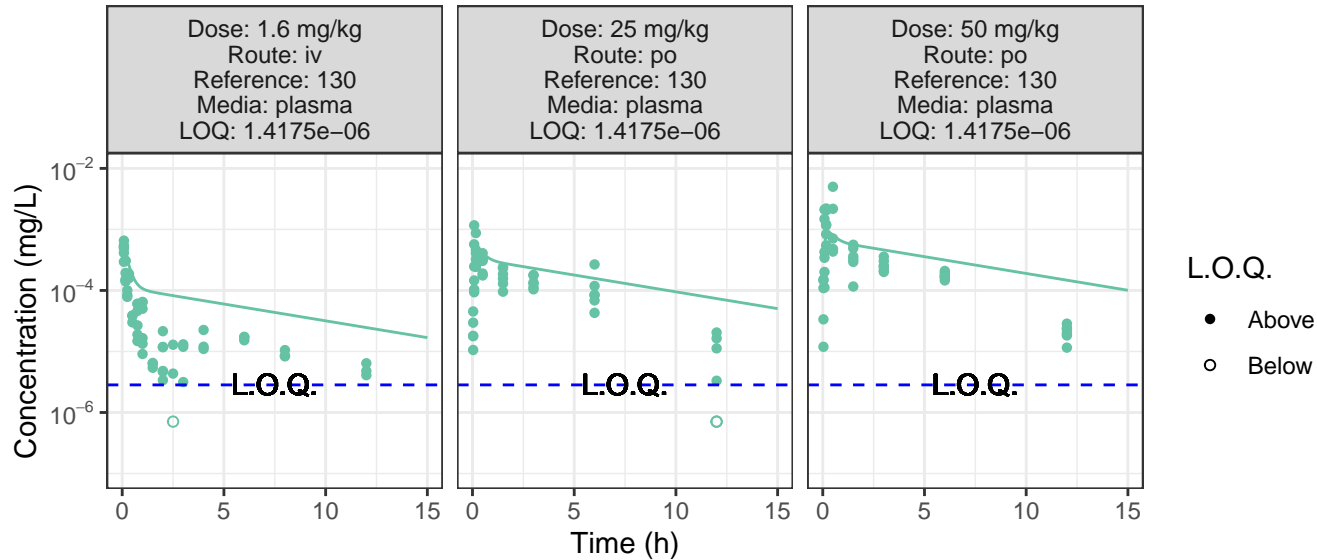 Dose: 1.6 mg/kg
Route: iv
Reference: 130
Media: plasma
LOQ: 1.4175e−06
Dose: 25 mg/kg
Route: po
Reference: 130
Media: plasma
LOQ: 1.4175e−06
Dose: 50 mg/kg
Route: po
Reference: 130
Media: plasma
LOQ: 1.4175e−06
Concentration (mg/L)
10−2
10−4
10−6
L.O.Q.
L.O.Q.
L.O.Q.
0 5 10 15
0 5 10 15
0 5 10 15
Time (h)
L.O.Q.
Above
Below